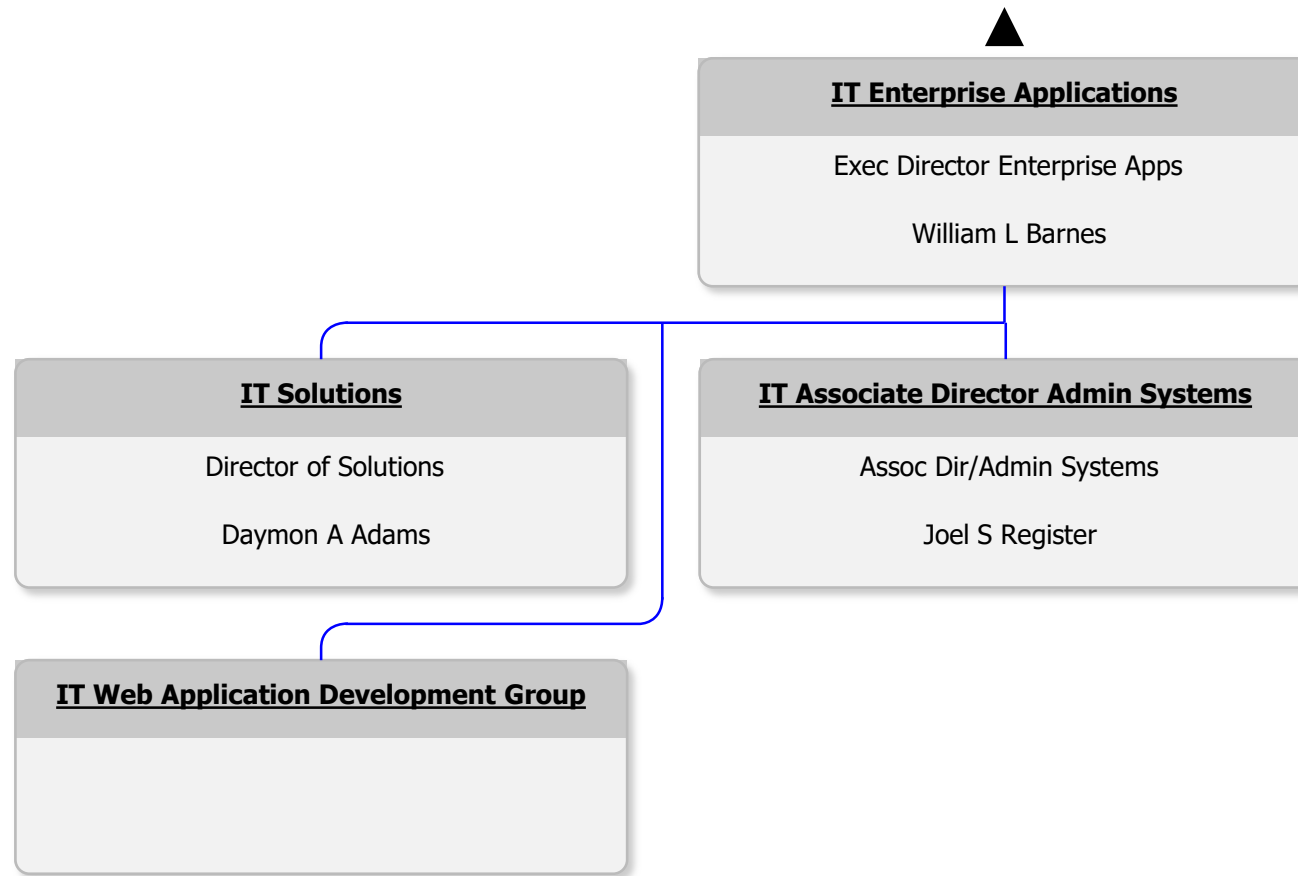 IT Enterprise Applications
Exec Director Enterprise Apps
William L Barnes
IT Solutions
Director of Solutions
Daymon A Adams
IT Associate Director Admin Systems
Assoc Dir/Admin Systems
Joel S Register
IT Web Application Development Group